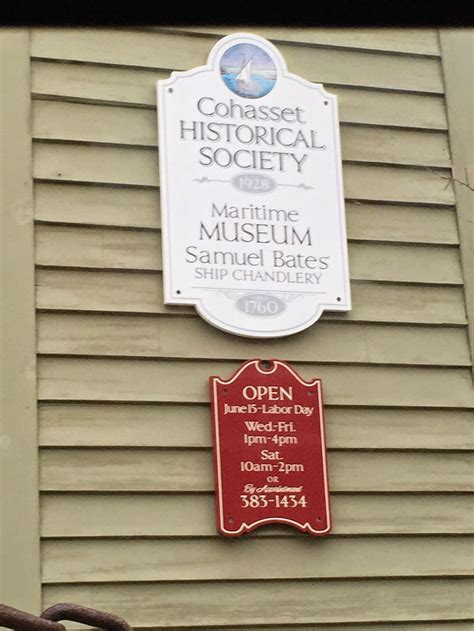 Cohasset
HISTORICAL
SOCIETY
1928
Maritime
MUSEUM
Samuel Bates'
SHIP CHANDLERY
1760
OPEN
June 15-Labor Day
Wed.-Fri.
1pm-4pm
Sat.
10am-2pm
OR
By Appointment
383-1434